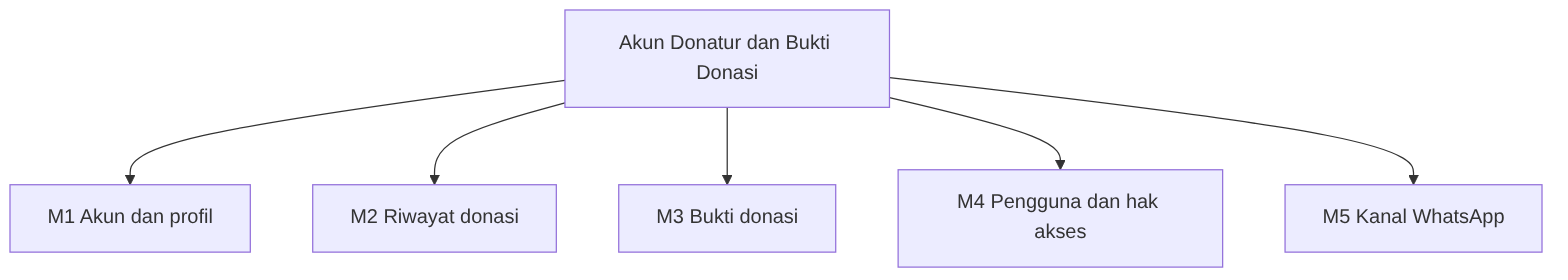 Akun Donatur dan Bukti
Donasi
M1 Akun dan profil
M2 Riwayat donasi
M3 Bukti donasi
M4 Pengguna dan hak
akses
M5 Kanal WhatsApp